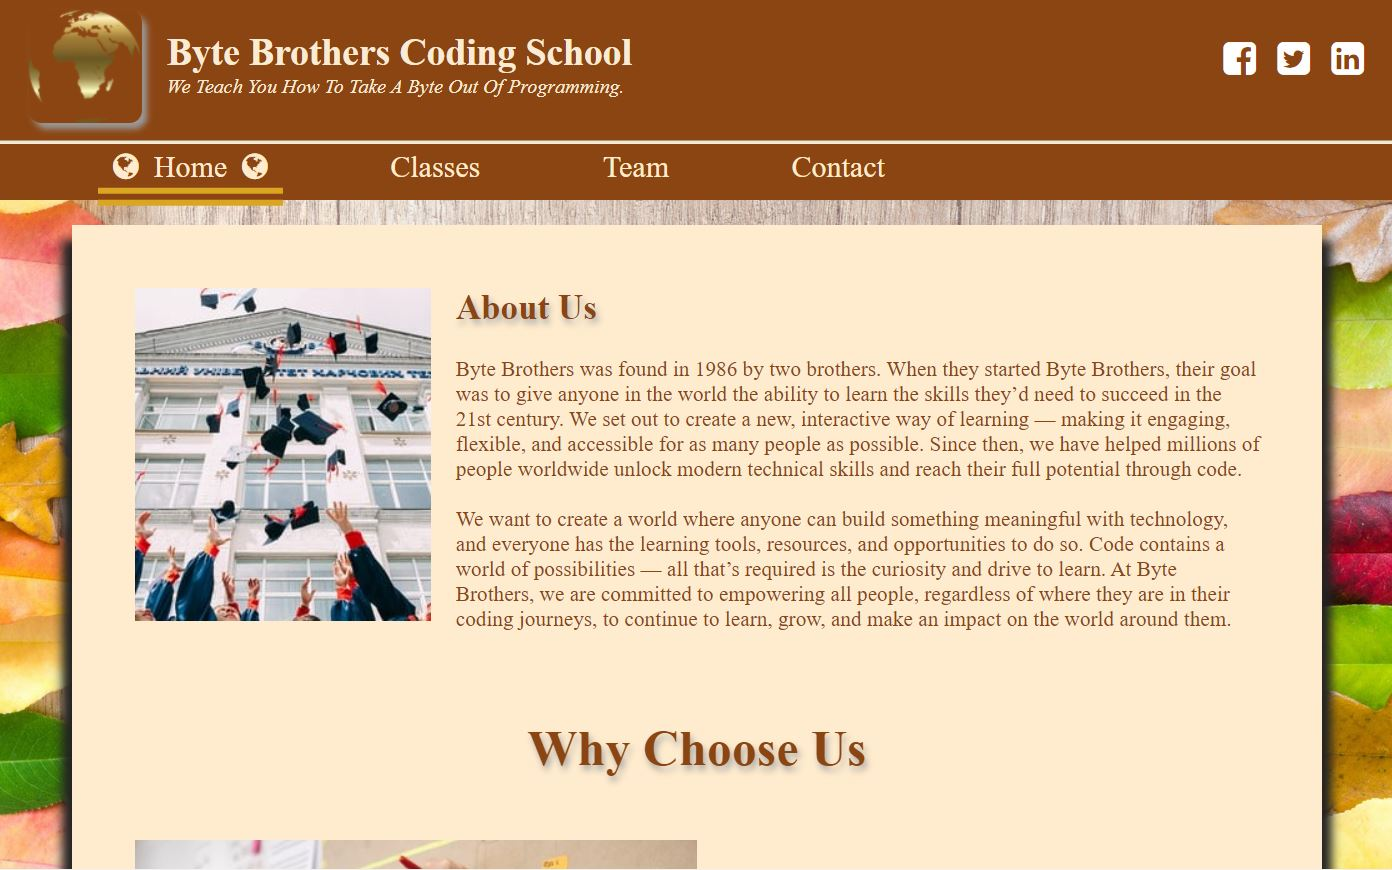 Byte Brothers Coding School
We Teach You How To Take A Byte Out Of Programming.
Home
Classes
Team
Contact
About Us
Byte Brothers was found in 1986 by two brothers. When they started Byte Brothers, their goal
was to give anyone in the world the ability to learn the skills they’d need to succeed in the
21st century. We set out to create a new, interactive way of learning — making it engaging,
flexible, and accessible for as many people as possible. Since then, we have helped millions of
people worldwide unlock modern technical skills and reach their full potential through code.
We want to create a world where anyone can build something meaningful with technology,
and everyone has the learning tools, resources, and opportunities to do so. Code contains a
world of possibilities — all that’s required is the curiosity and drive to learn. At Byte
Brothers, we are committed to empowering all people, regardless of where they are in their
coding journeys, to continue to learn, grow, and make an impact on the world around them.
Why Choose Us